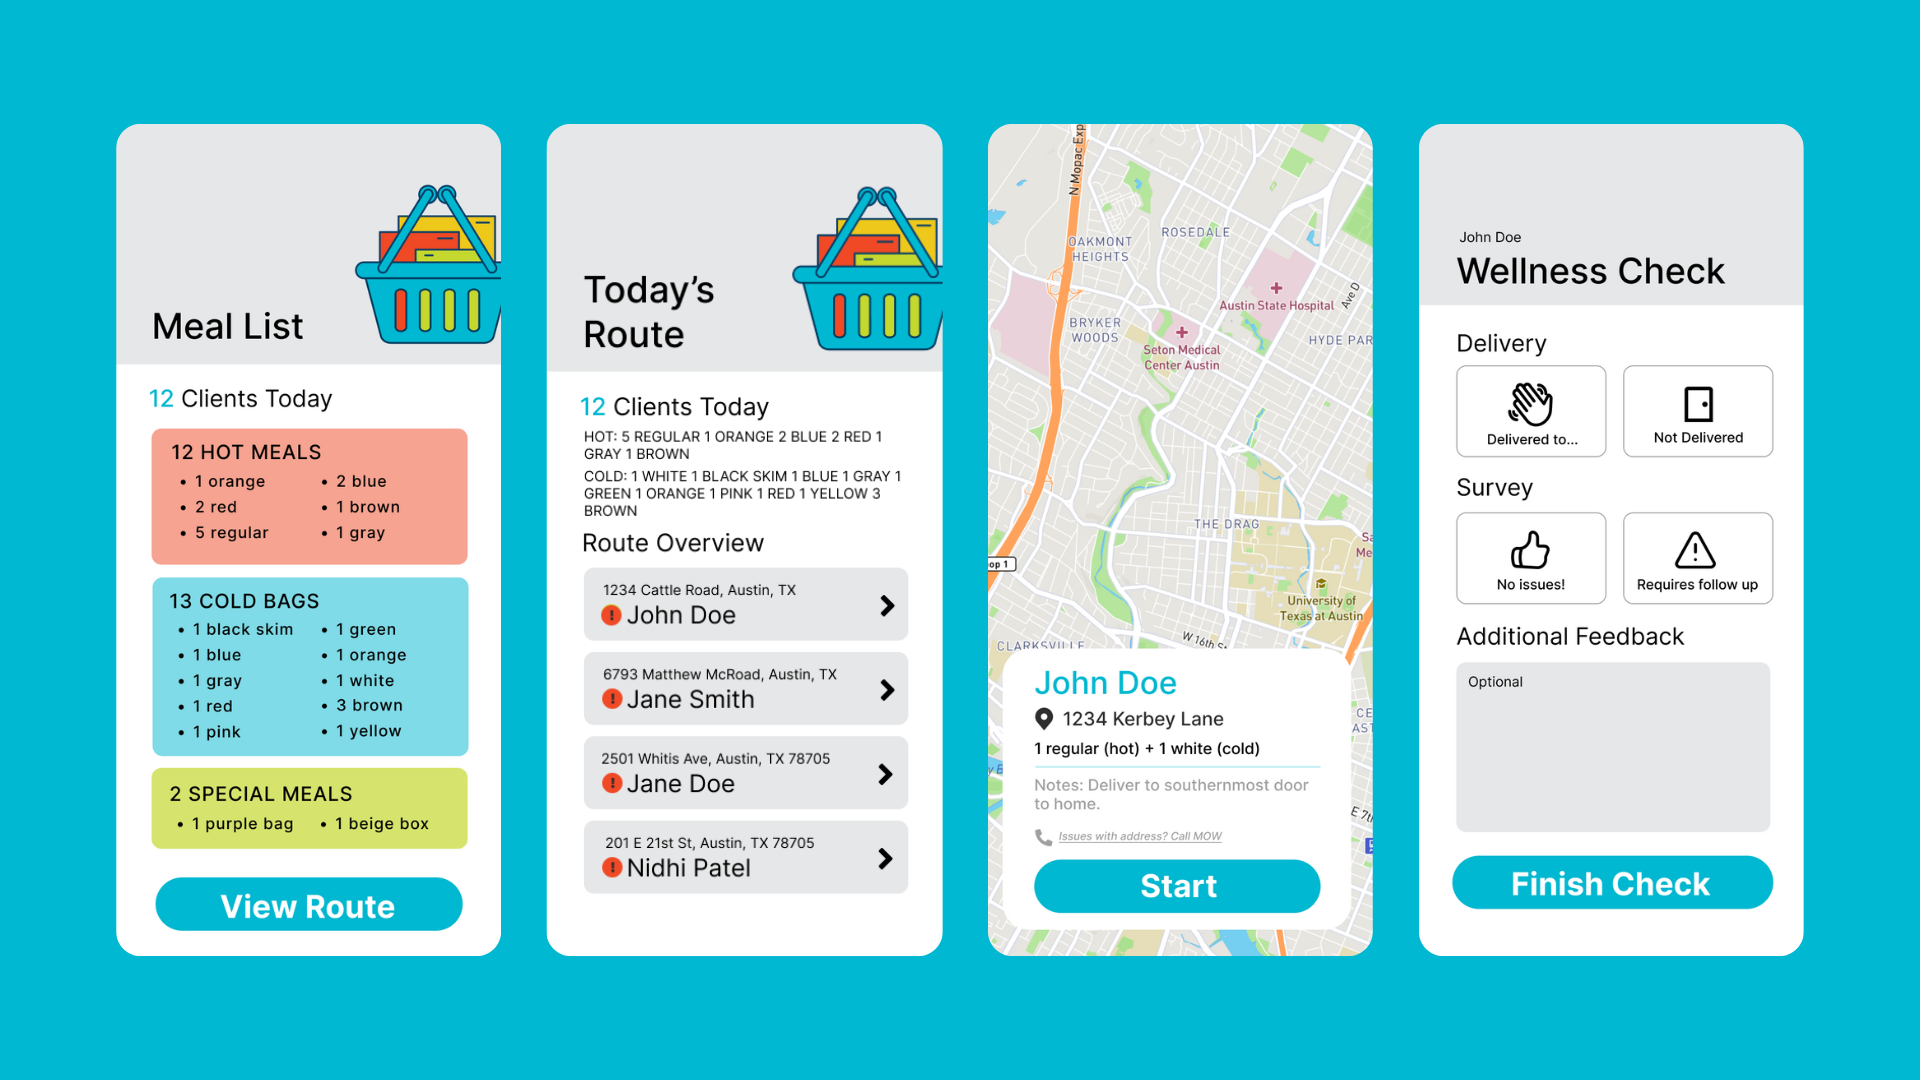 Meal List
12 Clients Today
12 HOT MEALS
• 1 orange
• 2 blue
• 2 red
• 1 brown
• 5 regular
• 1 gray
13 COLD BAGS
• 1 black skim
• 1 green
• 1 blue
• 1 orange
• 1 gray
• 1 white
• 1 red
• 3 brown
• 1 pink
• 1 yellow
2 SPECIAL MEALS
• 1 purple bag
• 1 beige box
View Route
Today’s
Route
12 Clients Today
HOT: 5 REGULAR 1 ORANGE 2 BLUE 2 RED 1
GRAY 1 BROWN
COLD: 1 WHITE 1 BLACK SKIM 1 BLUE 1 GRAY 1
GREEN 1 ORANGE 1 PINK 1 RED 1 YELLOW 3
BROWN
Route Overview
1234 Cattle Road, Austin, TX
John Doe
6793 Matthew McRoad, Austin, TX
Jane Smith
2501 Whitis Ave, Austin, TX 78705
Jane Doe
201 E 21st St, Austin, TX 78705
Nidhi Patel
N Mopac Exp
OAKMONT
HEIGHTS
ROSEDALE
Austin State Hospital
Ave D
BRYKER
WOODS
Seton Medical
Center Austin
HYDE PAR
THE DRAG
Sa
Me
op 1
University of
Texas at Austin
W 16th St
CLARKSVILLE
CE
AST
E 7th
John Doe
1234 Kerbey Lane
1 regular (hot) + 1 white (cold)
Notes: Deliver to southernmost door
to home.
Issues with address? Call MOW
Start
John Doe
Wellness Check
Delivery
Delivered to...
Not Delivered
Survey
No issues!
Requires follow up
Additional Feedback
Optional
Finish Check